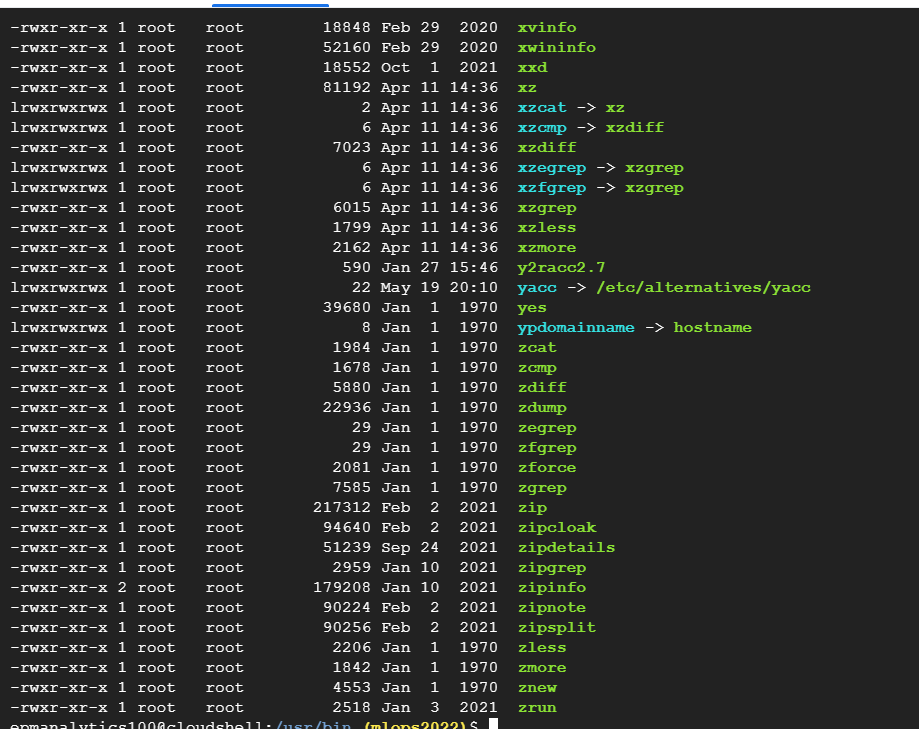 -rwxr-xr-x 1 root   root        18848 Feb 29  2020  xvinfo
-rwxr-xr-x 1 root   root        52160 Feb 29  2020  xwininfo
-rwxr-xr-x 1 root   root        18552 Oct  1  2021  xxd
-rwxr-xr-x 1 root   root        81192 Apr 11 14:36  xz
lrwxrwxrwx 1 root   root            2 Apr 11 14:36  xzcat -> xz
lrwxrwxrwx 1 root   root            6 Apr 11 14:36  xzcmp -> xzdiff
-rwxr-xr-x 1 root   root         7023 Apr 11 14:36  xzdiff
lrwxrwxrwx 1 root   root            6 Apr 11 14:36  xzegrep -> xzgrep
lrwxrwxrwx 1 root   root            6 Apr 11 14:36  xzfgrep -> xzgrep
-rwxr-xr-x 1 root   root         6015 Apr 11 14:36  xzgrep
-rwxr-xr-x 1 root   root         1799 Apr 11 14:36  xzless
-rwxr-xr-x 1 root   root         2162 Apr 11 14:36  xzmore
-rwxr-xr-x 1 root   root          590 Jan 27 15:46  y2racc2.7
lrwxrwxrwx 1 root   root           22 May 19 20:10  yacc -> /etc/alternatives/yacc
-rwxr-xr-x 1 root   root        39680 Jan  1  1970  yes
lrwxrwxrwx 1 root   root            8 Jan  1  1970  ypdomainname -> hostname
-rwxr-xr-x 1 root   root         1984 Jan  1  1970  zcat
-rwxr-xr-x 1 root   root         1678 Jan  1  1970  zcmp
-rwxr-xr-x 1 root   root         5880 Jan  1  1970  zdiff
-rwxr-xr-x 1 root   root        22936 Jan  1  1970  zdump
-rwxr-xr-x 1 root   root           29 Jan  1  1970  zegrep
-rwxr-xr-x 1 root   root           29 Jan  1  1970  zfgrep
-rwxr-xr-x 1 root   root         2081 Jan  1  1970  zforce
-rwxr-xr-x 1 root   root         7585 Jan  1  1970  zgrep
-rwxr-xr-x 1 root   root       217312 Feb  2  2021  zip
-rwxr-xr-x 1 root   root        94640 Feb  2  2021  zipcloak
-rwxr-xr-x 1 root   root        51239 Sep 24  2021  zipdetails
-rwxr-xr-x 1 root   root         2959 Jan 10  2021  zipgrep
-rwxr-xr-x 2 root   root       179208 Jan 10  2021  zipinfo
-rwxr-xr-x 1 root   root        90224 Feb  2  2021  zipnote
-rwxr-xr-x 1 root   root        90256 Feb  2  2021  zipsplit
-rwxr-xr-x 1 root   root         2206 Jan  1  1970  zless
-rwxr-xr-x 1 root   root         1842 Jan  1  1970  zmore
-rwxr-xr-x 1 root   root         4553 Jan  1  1970  znew
-rwxr-xr-x 1 root   root         2518 Jan  3  2021  zrun
epmanalytics100@cloudshell:/usr/bin (mlops2022)$